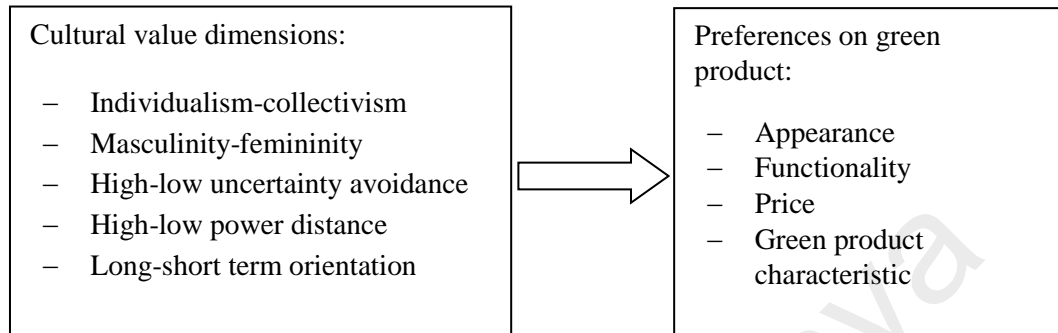 Cultural value dimensions:
– Individualism-collectivism
– Masculinity-femininity
– High-low uncertainty avoidance
– High-low power distance
– Long-short term orientation
Preferences on green
product:
– Appearance
– Functionality
– Price
– Green product
characteristic